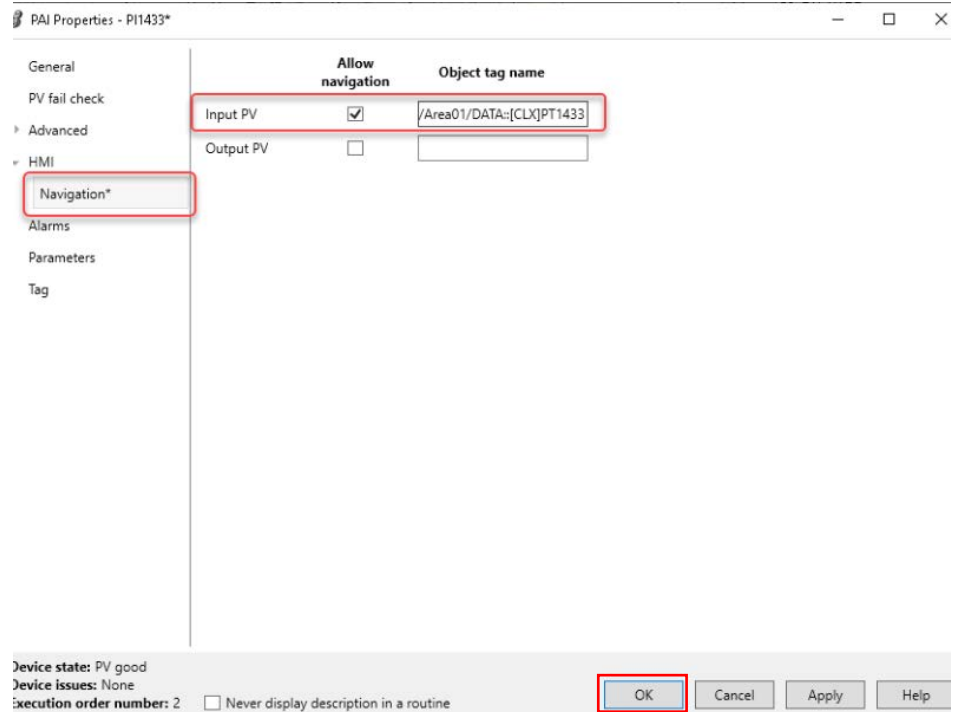 PAI Properties - PI1433*
General
PV fail check
Advanced
HMI
Navigation*
Alarms
Parameters
Tag
Allow navigation
Object tag name
Input PV
/Area01/DATA::[CLX]PT1433
Output PV
Device state: PV good
Device issues: None
Execution order number: 2
Never display description in a routine
OK
Cancel
Apply
Help